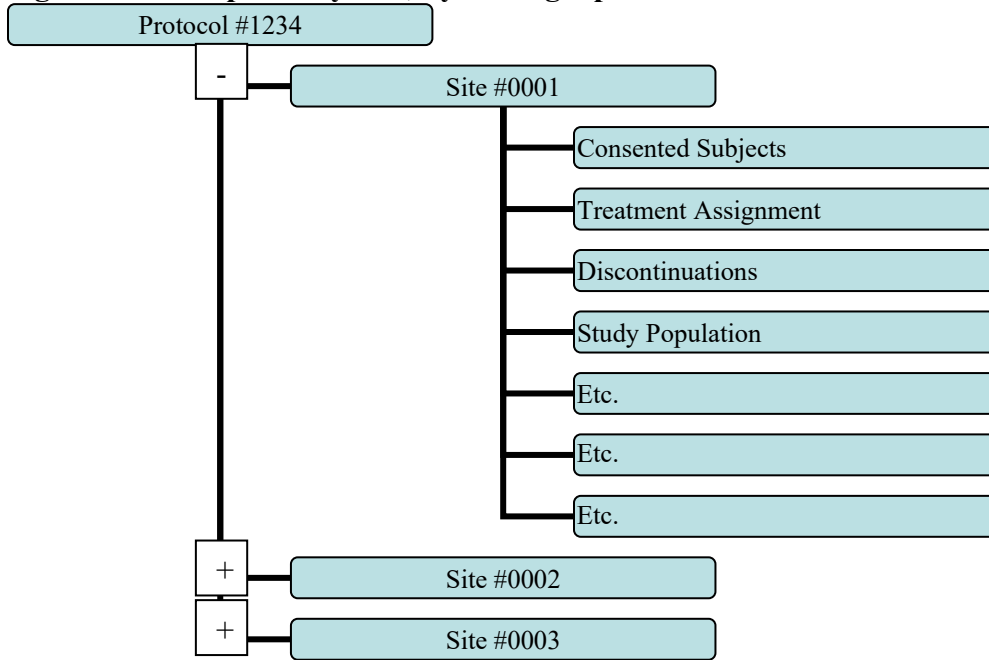 Protocol #1234
-
Site #0001
Consented Subjects
Treatment Assignment
Discontinuations
Study Population
Etc.
Etc.
Etc.
+
Site #0002
+
Site #0003